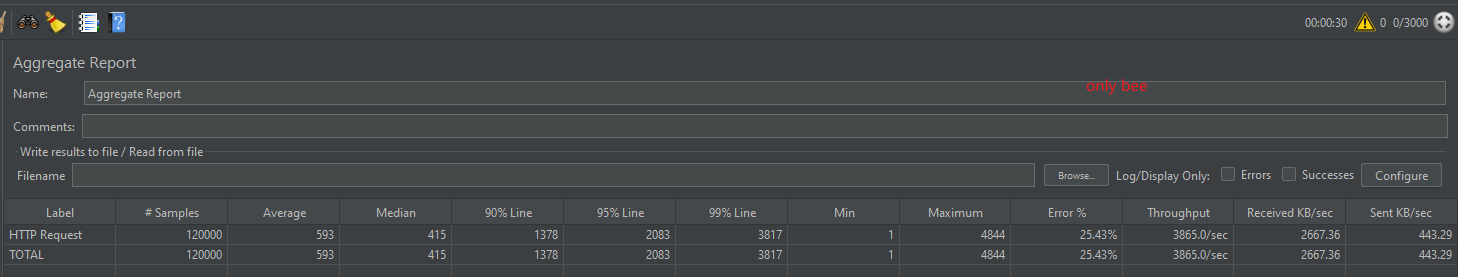 00:00:30 0 0/3000
Aggregate Report
only bee
Name: Aggregate Report
Comments:
Write results to file / Read from file
Filename Browse... Log/Display Only: Errors Successes Configure
Label # Samples Average Median 90% Line 95% Line 99% Line Min Maximum Error % Throughput Received KB/sec Sent KB/sec
HTTP Request 120000 593 415 1378 2083 3817 1 4844 25.43% 3865.0/sec 2667.36 443.29
TOTAL 120000 593 415 1378 2083 3817 1 4844 25.43% 3865.0/sec 2667.36 443.29